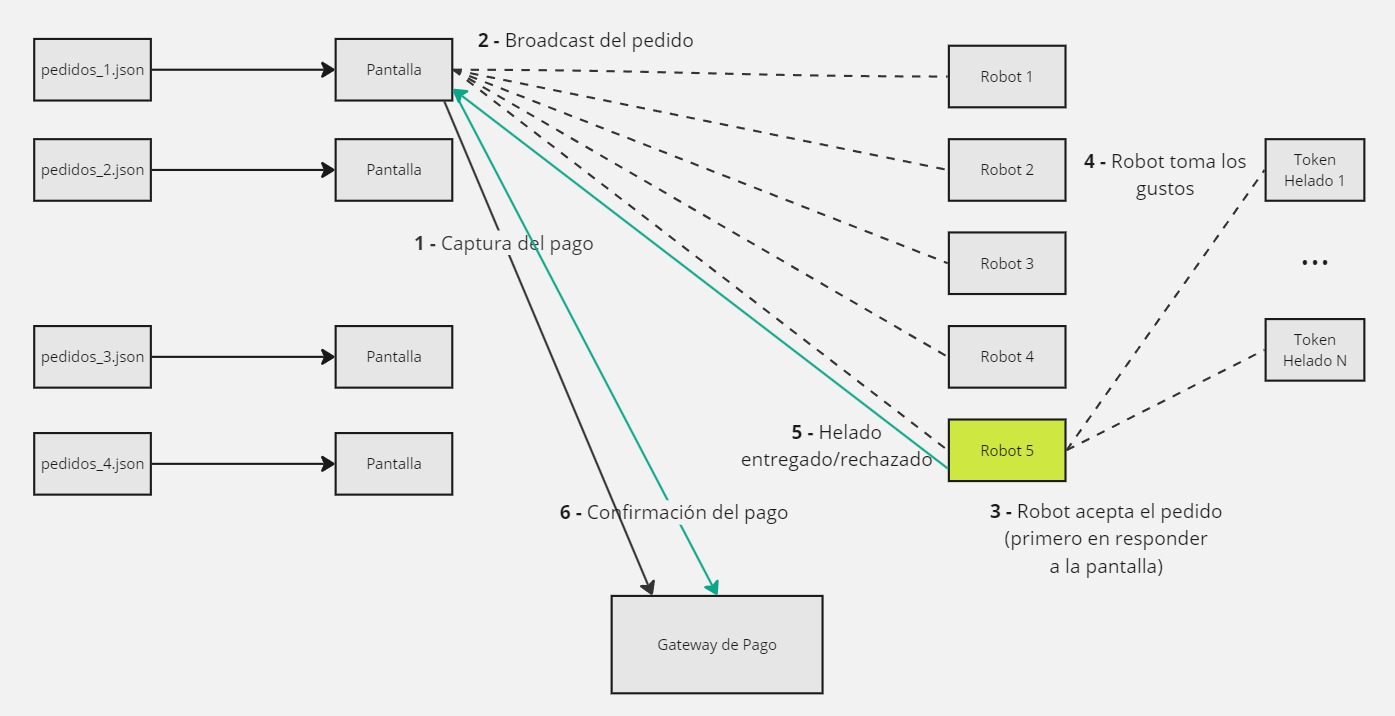 2 - Broadcast del pedido
pedidos_1.json
Pantalla
Robot 1
pedidos_2.json
Pantalla
Robot 2
4 - Robot toma los
gustos
Token
Helado 1
1 - Captura del pago
Robot 3
...
pedidos_3.json
Pantalla
Robot 4
Token
Helado N
pedidos_4.json
Pantalla
5 - Helado
entregado/rechazado
Robot 5
6 - Confirmación del pago
3 - Robot acepta el pedido
(primero en responder
a la pantalla)
Gateway de Pago